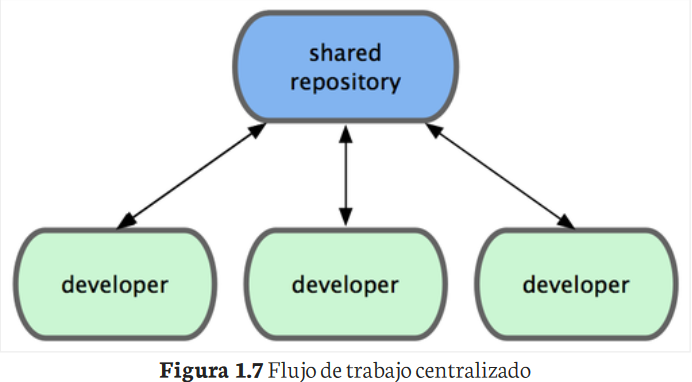 shared
repository
developer
developer
developer
Figura 1.7 Flujo de trabajo centralizado